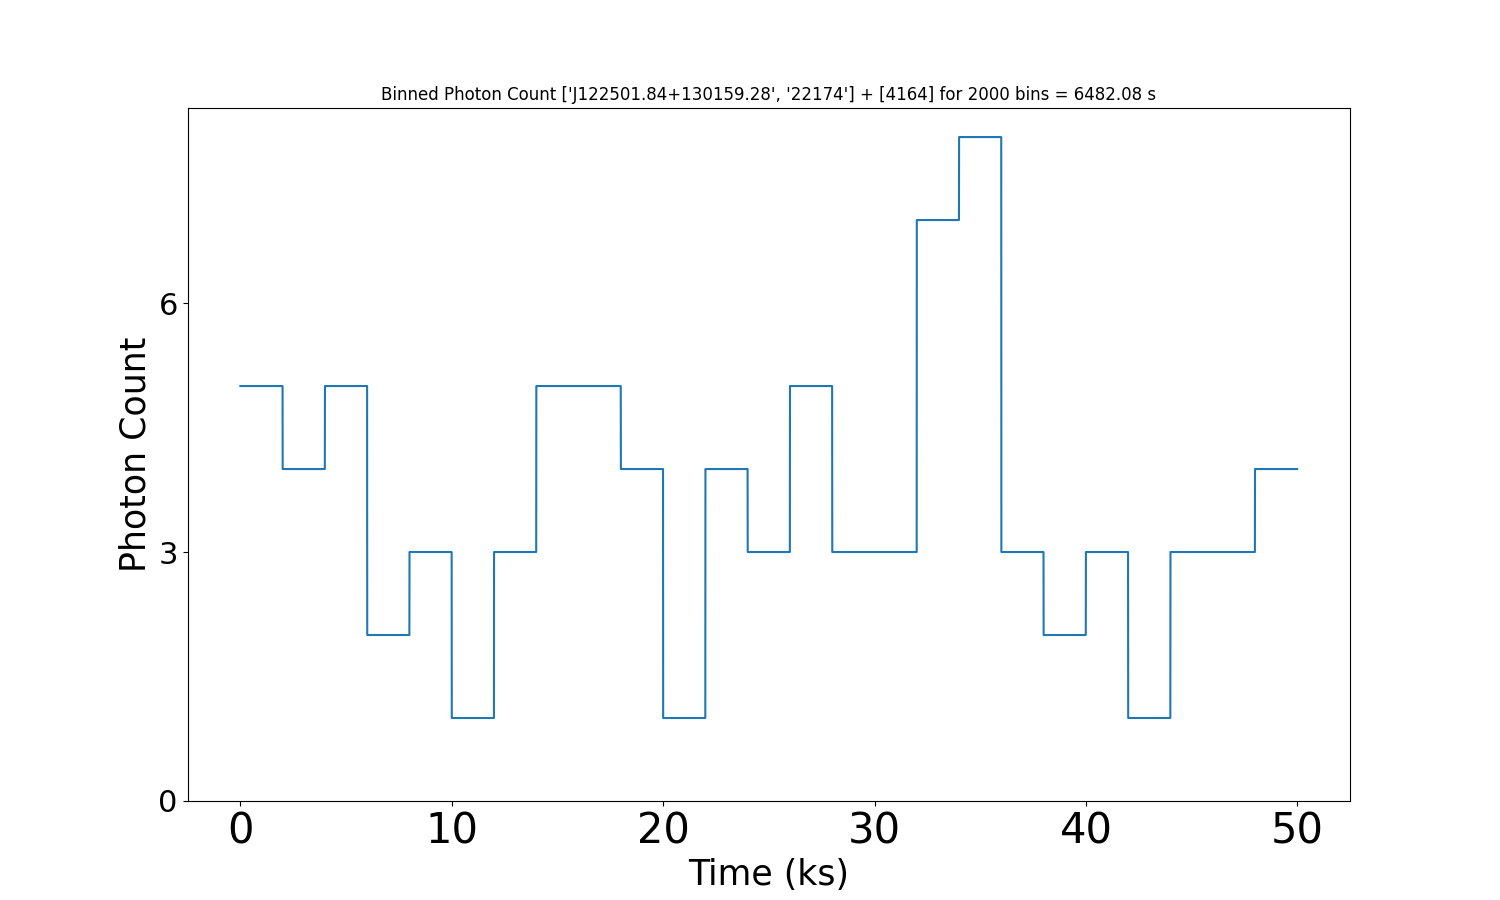 Binned Photon Count ['J122501.84+130159.28', '22174'] + [4164] for 2000 bins = 6482.08 s
Photon Count
6
3
0
0 10 20 30 40 50
Time (ks)